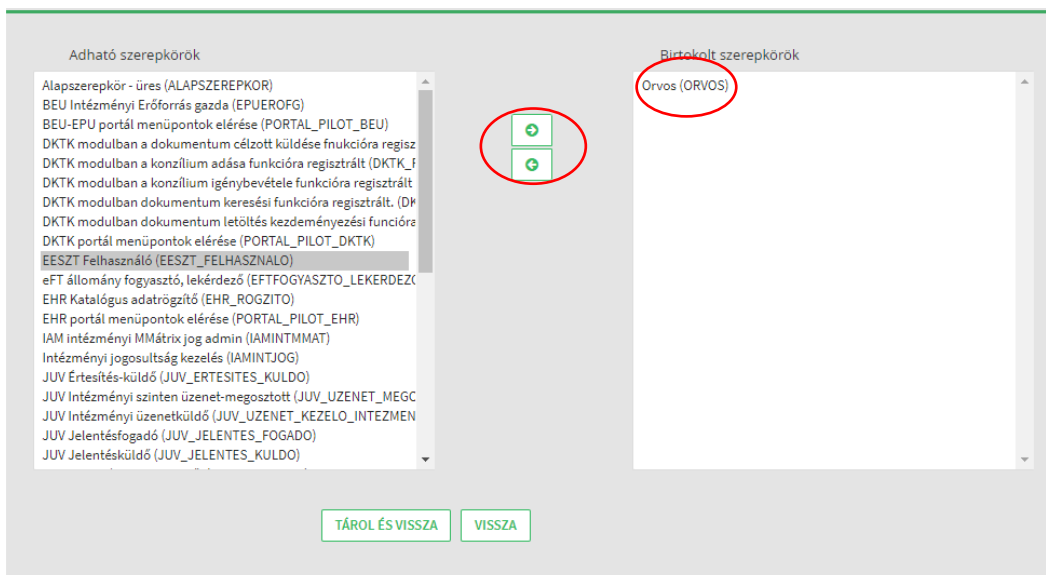 Adható szerepkörök
Birtokolt szerepkörök
Alapszerepkör - üres (ALAPSZEREPKOR)
BEU Intézményi Erőforrás gazda (EPUEROFG)
BEU-EPU portál menüpontok elérése (PORTAL_PILOT_BEU)
DKTK modulban a dokumentum célzott küldése fnukcióra regisz
DKTK modulban a konzílium adása funkcióra regisztrált (DKTK_F
DKTK modulban a konzílium igénybevétele funkcióra regisztrált
DKTK modulban dokumentum keresési funkcióra regisztrált. (DK
DKTK modulban dokumentum letöltés kezdeményezési funcióra
DKTK portál menüpontok elérése (PORTAL_PILOT_DKTK)
EESZT Felhasználó (EESZT_FELHASZNALO)
eFT állomány fogyasztó, lekérdező (EFTFOGYASZTO_LEKERDEZO
EHR Katalógus adatrögzítő (EHR_ROGZITO)
EHR portál menüpontok elérése (PORTAL_PILOT_EHR)
IAM intézményi MMátrix jog admin (IAMINTMMAT)
Intézményi jogosultság kezelés (IAMINTJOG)
JUV Értesítés-küldő (JUV_ERTESITES_KULDO)
JUV Intézményi szinten üzenet-megosztott (JUV_UZENET_MEGO
JUV Intézményi üzenetküldő (JUV_UZENET_KEZELO_INTEZMEN
JUV Jelentésfogadó (JUV_JELENTES_FOGADO)
JUV Jelentésküldő (JUV_JELENTES_KULDO)
Orvos (ORVOS)
TÁROL ÉS VISSZA
VISSZA